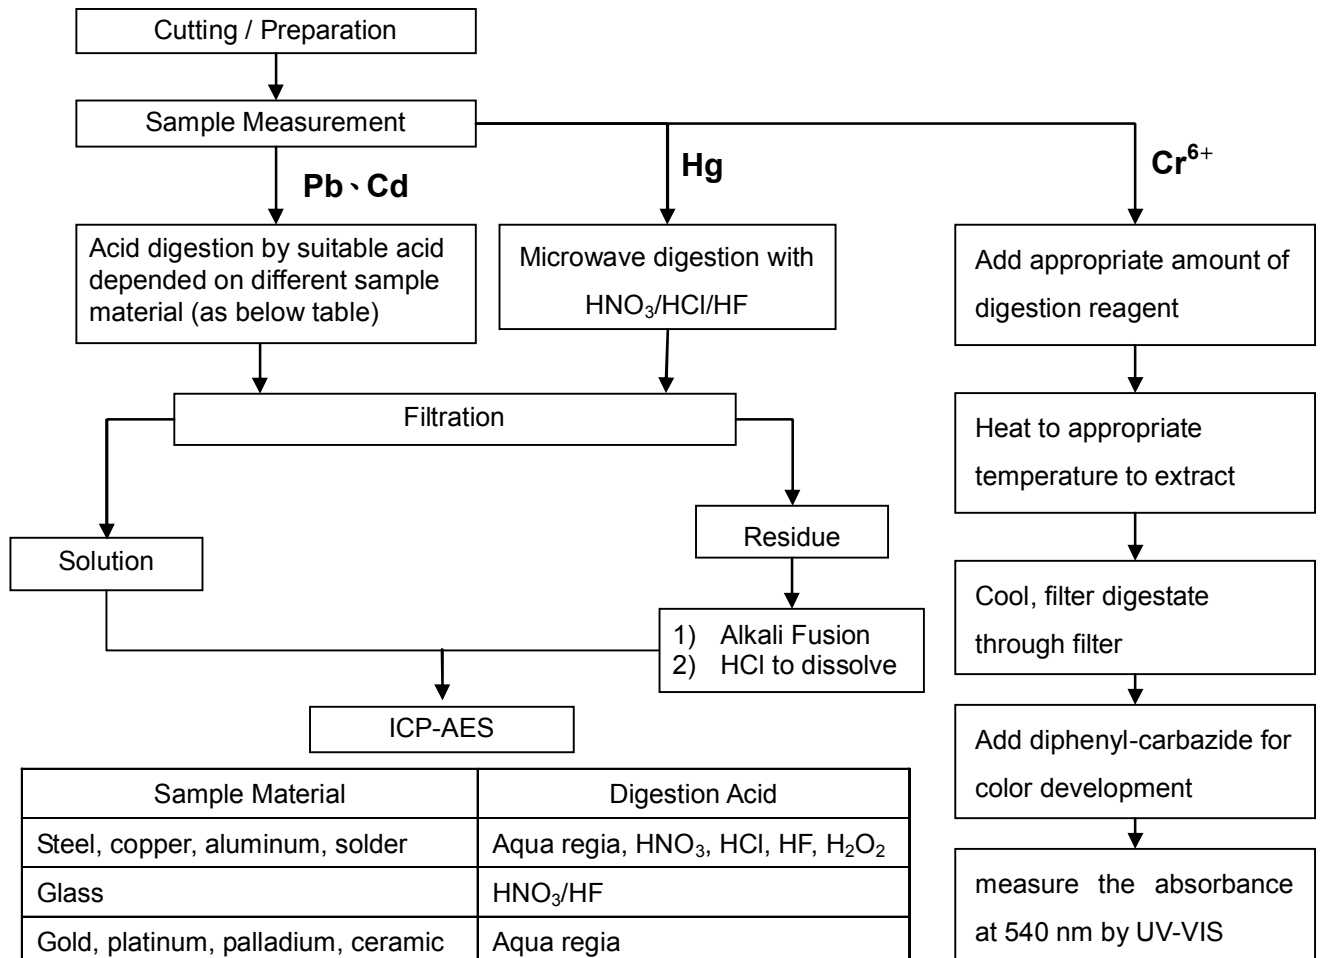 Cutting / Preparation
Sample Measurement
Pb、Cd
Hg
Cr⁶⁺
Acid digestion by suitable acid
depended on different sample
material (as below table)
Microwave digestion with
HNO₃/HCl/HF
Add appropriate amount of
digestion reagent
Filtration
Heat to appropriate
temperature to extract
Solution
Residue
1) Alkali Fusion
2) HCl to dissolve
Cool, filter digestate
through filter
ICP-AES
Add diphenyl-carbazide for
color development
Sample Material Digestion Acid
Steel, copper, aluminum, solder Aqua regia, HNO₃, HCl, HF, H₂O₂
Glass HNO₃/HF
Gold, platinum, palladium, ceramic Aqua regia
measure the absorbance
at 540 nm by UV-VIS